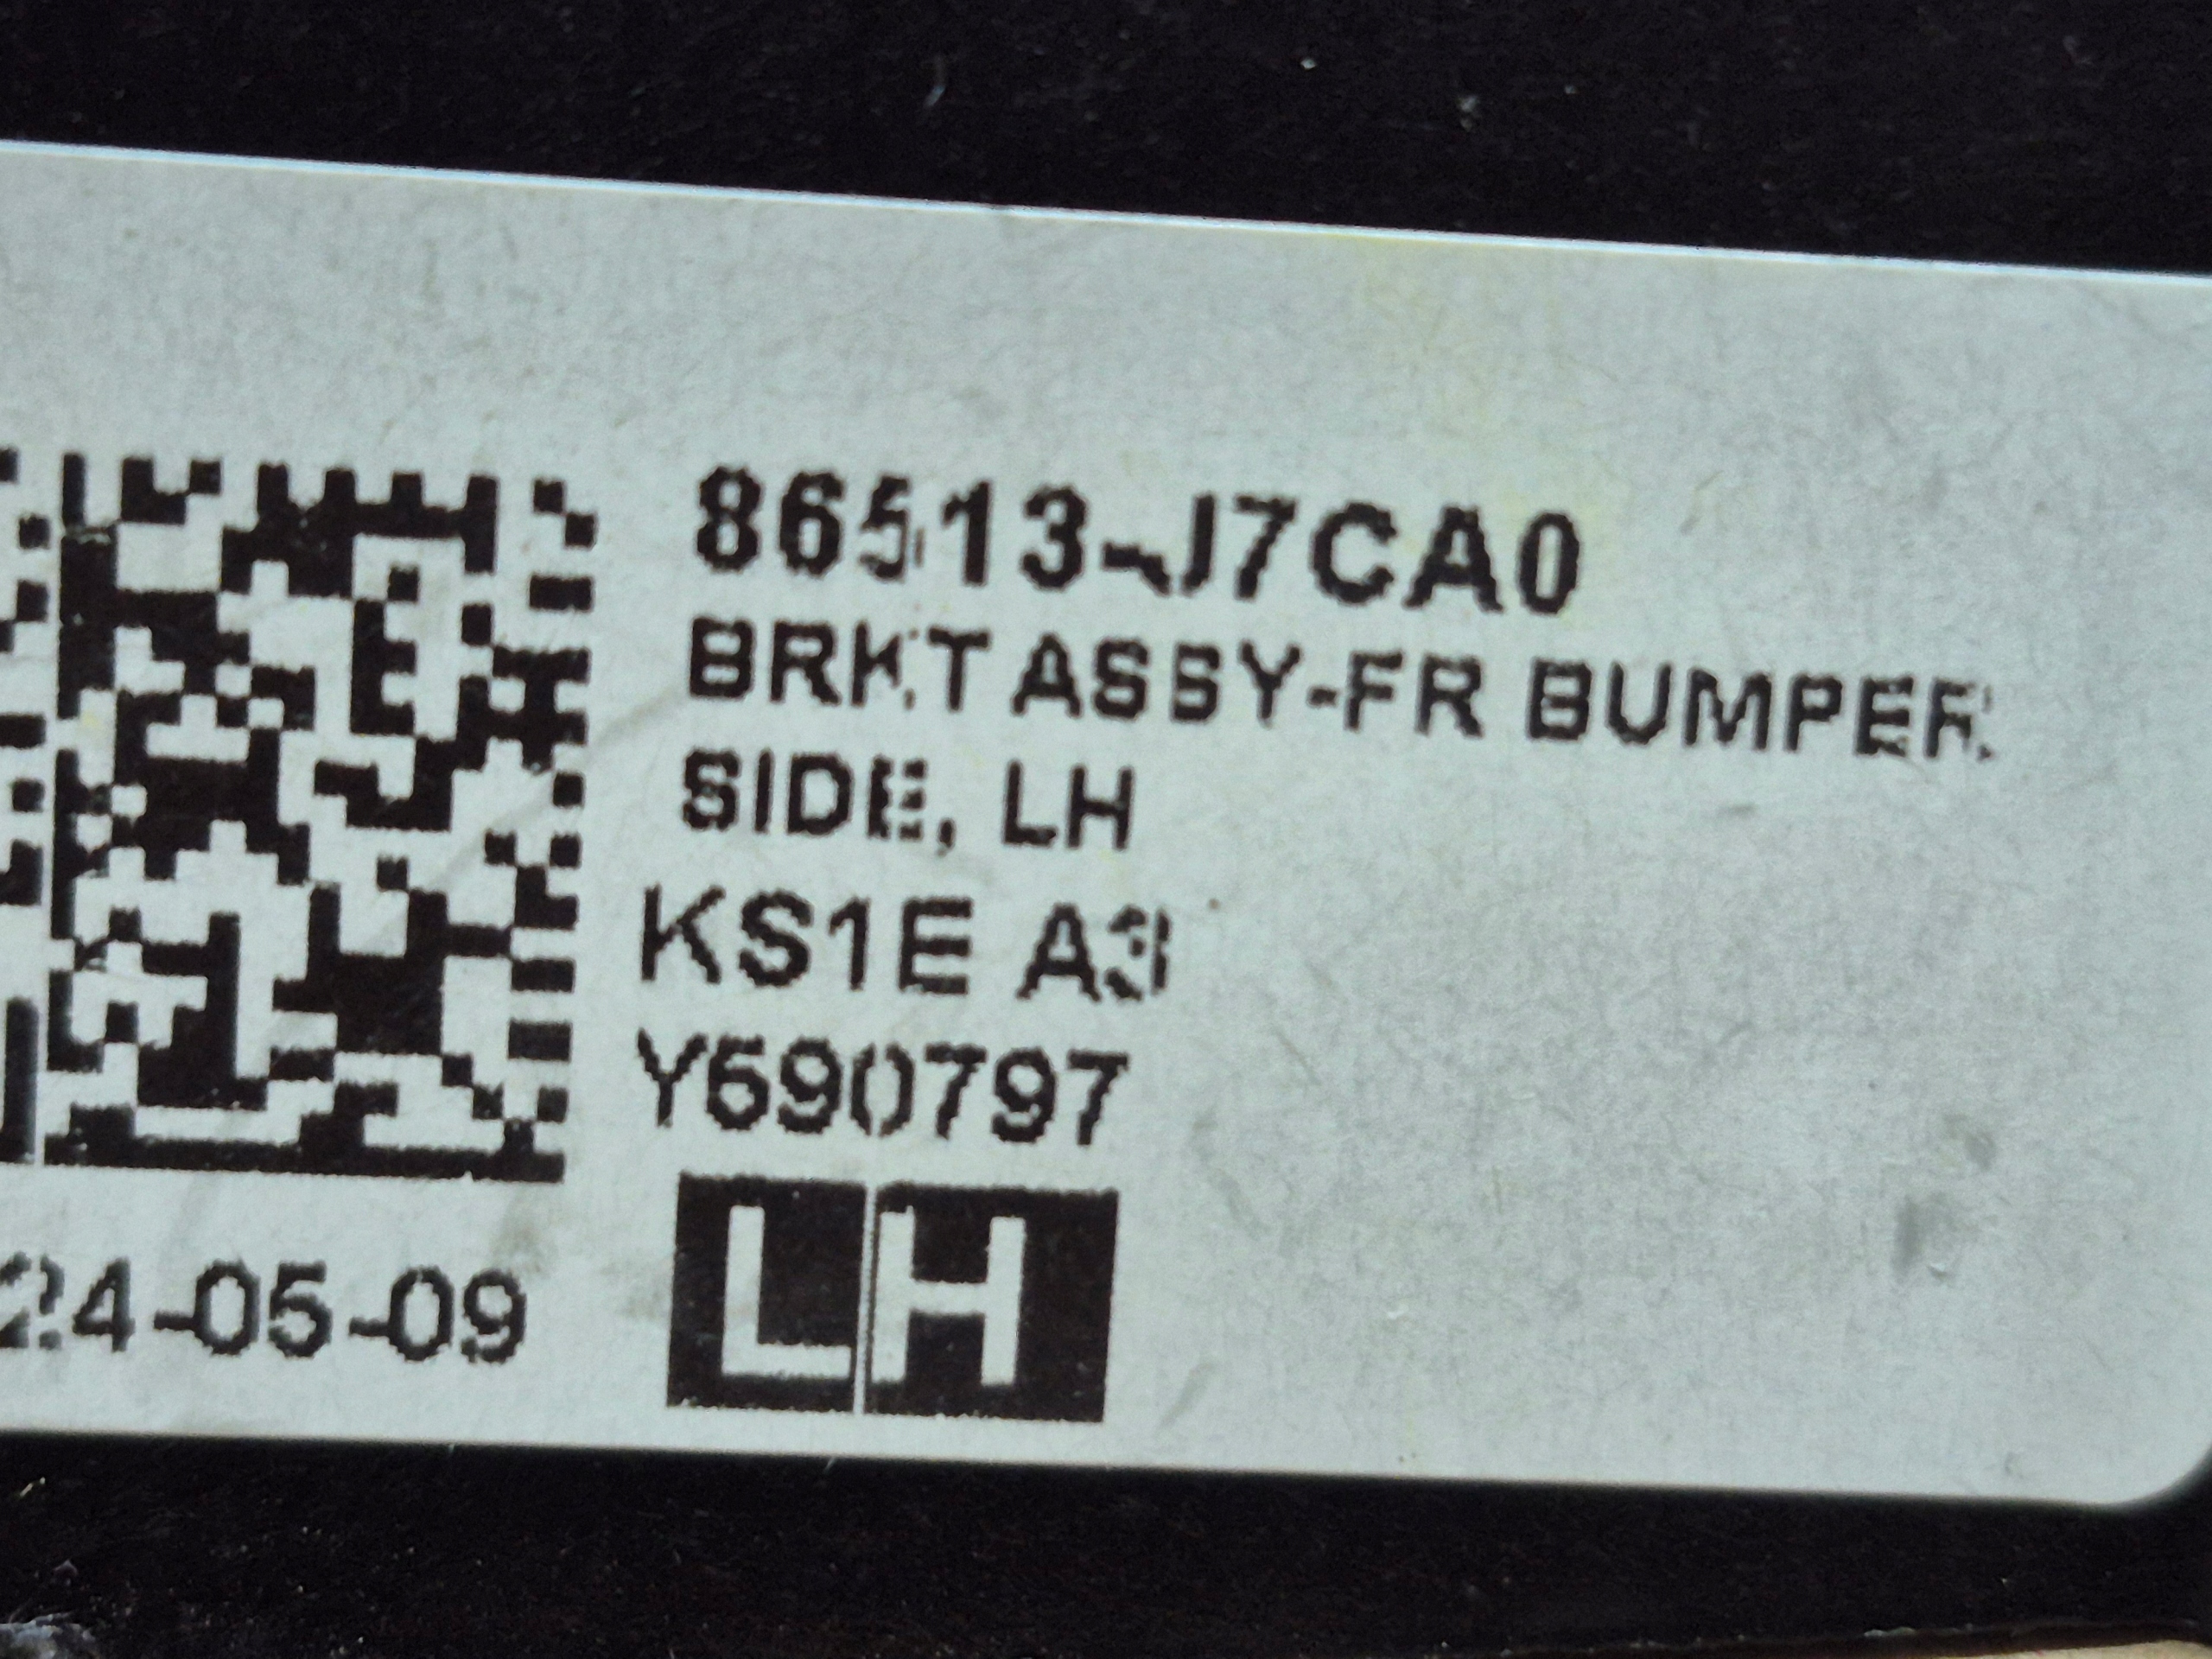 86513-J7CA0
BRKT ASSY-FR BUMPER
SIDE, LH
KS1E A3
Y690797
24-05-09
LH